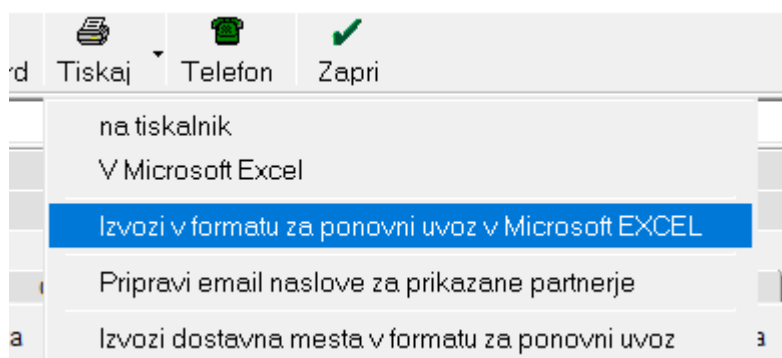 Tiskaj
Telefon
Zapri
na tiskalnik
V Microsoft Excel
Izvozi v formatu za ponovni uvoz v Microsoft EXCEL
Pripravi email naslove za prikazane partnerje
Izvozi dostavna mesta v formatu za ponovni uvoz